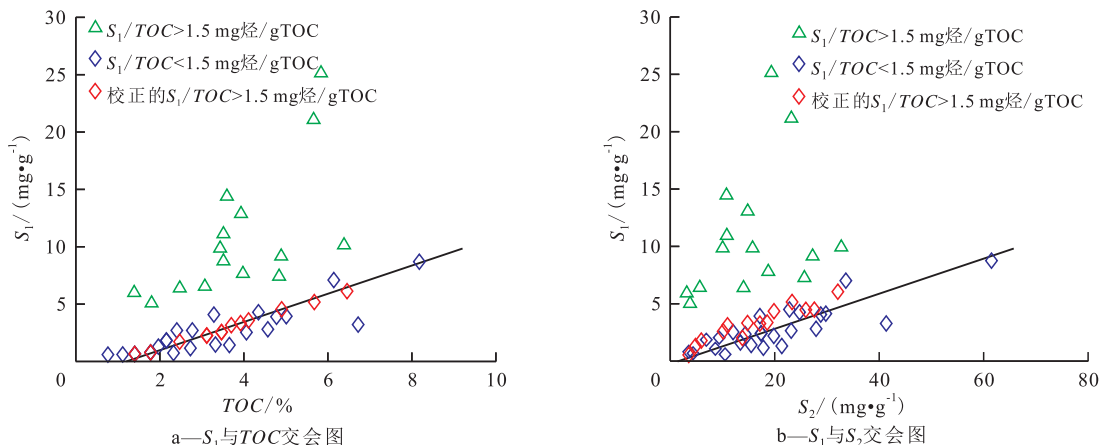 30
25
20
15
10
5
0
2
4
6
8
10
S₁/(mg•g⁻¹)
TOC/%
S₁/TOC>1.5 mg烃/gTOC
S₁/TOC<1.5 mg烃/gTOC
校正的S₁/TOC>1.5 mg烃/gTOC
a—S₁与TOC交会图
30
25
20
15
10
5
0
20
40
60
80
S₁/(mg•g⁻¹)
S₂/(mg•g⁻¹)
S₁/TOC>1.5 mg烃/gTOC
S₁/TOC<1.5 mg烃/gTOC
校正的S₁/TOC>1.5 mg烃/gTOC
b—S₁与S₂交会图